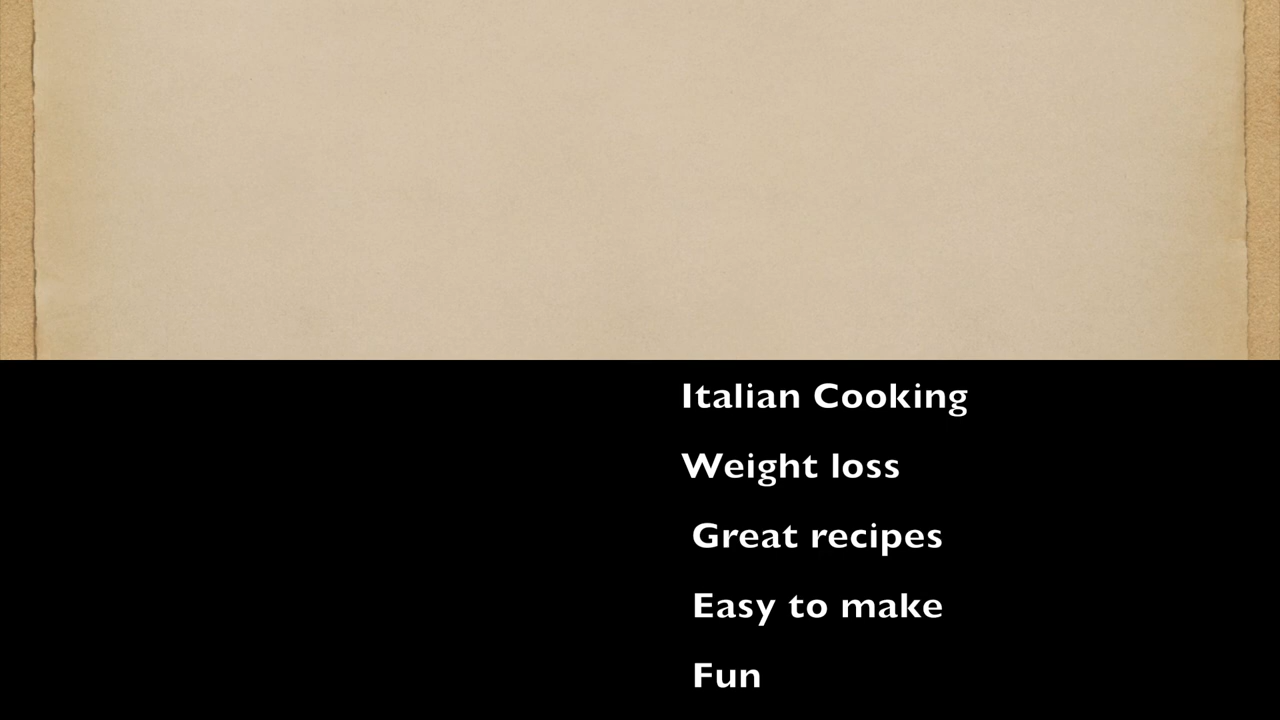 Italian Cooking
Weight loss
Great recipes
Easy to make
Fun